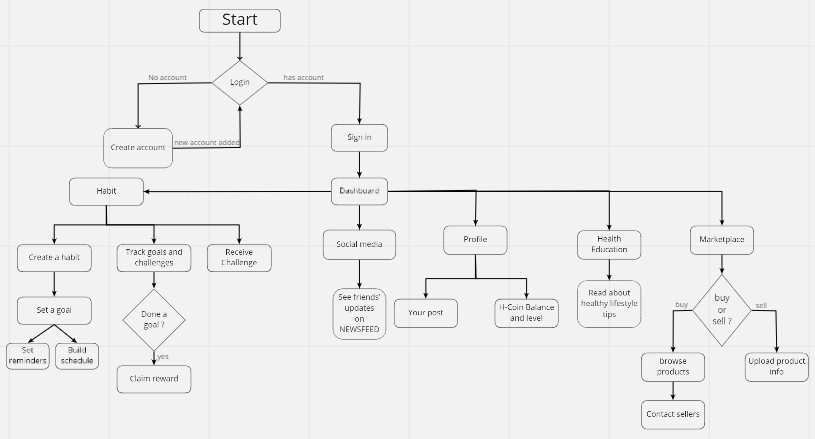 Start
No account
Login
has account
Create account
new account added
Sign in
Habit
Dashboard
Create a habit
Track goals and
challenges
Receive
Challenge
Social media
Profile
Health
Education
Marketplace
Set a goal
Done a
goal ?
See friends'
updates
on
NEWSFEED
Your post
H-Coin Balance
and level
Read about
healthy lifestyle
tips
buy
buy
or
sell ?
sell
Set
reminders
Build
schedule
yes
Claim reward
browse
products
Upload product
info
Contact sellers